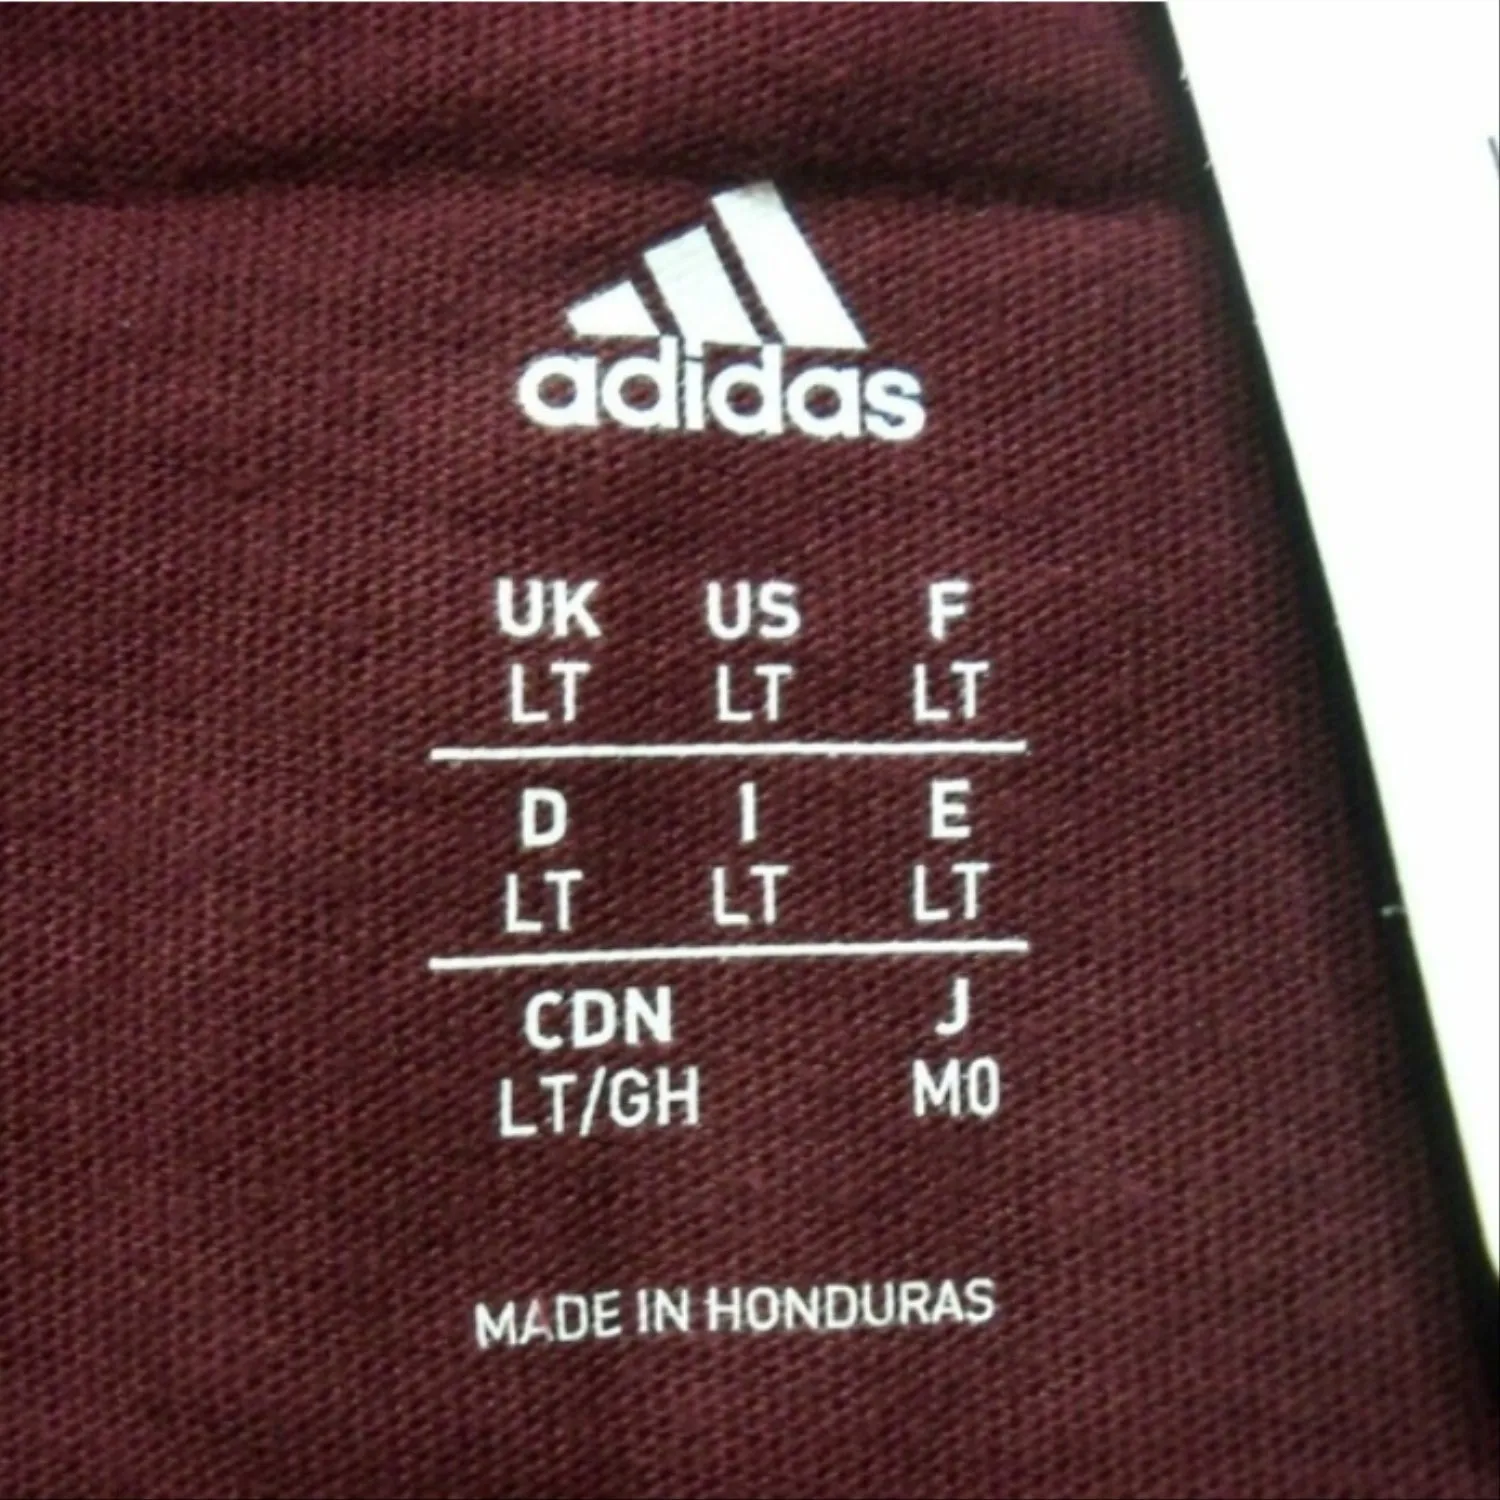 adidas
UK US F
LT LT LT
D I E
LT LT LT
CDN J
LT/GH MO
MADE IN HONDURAS